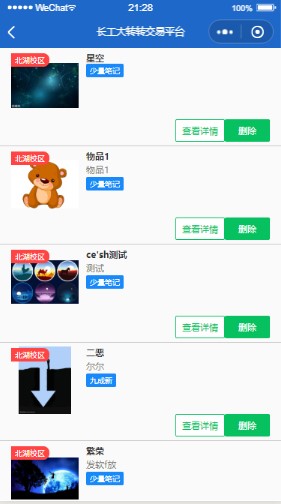 WeChat
21:28
100%
长工大转转交易平台
北湖校区
星空
少量笔记
查看详情
删除
北湖校区
物品1
物品1
少量笔记
查看详情
删除
北湖校区
ce'sh测试
测试
少量笔记
查看详情
删除
北湖校区
二思
尔尔
九成新
查看详情
删除
北湖校区
繁荣
发软f放
少量笔记